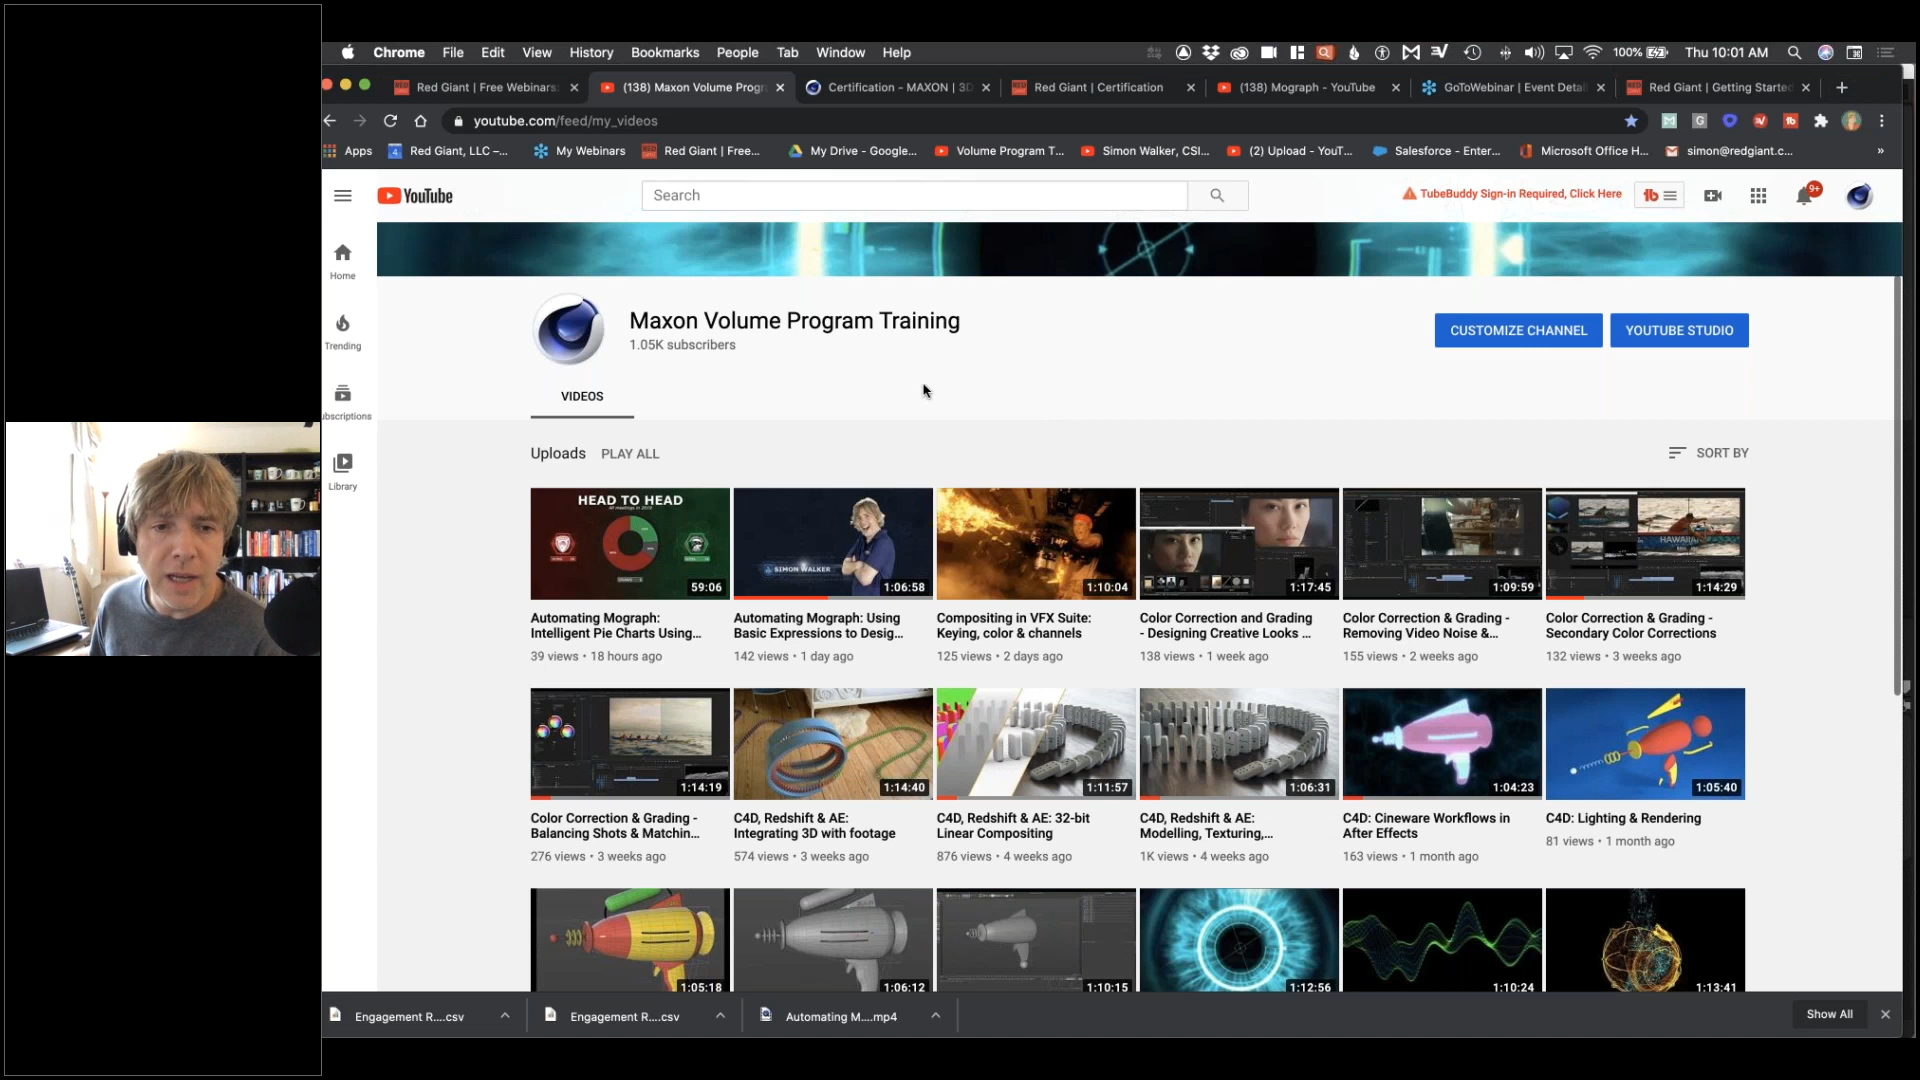 Chrome File Edit View History Bookmarks People Tab Window Help 100% Thu 10:01 AM
Red Giant | Free Webinars (138) Maxon Volume Progr Certification - MAXON | 3D Red Giant | Certification (138) Mograph - YouTube GoToWebinar | Event Detai Red Giant | Getting Starte
youtube.com/feed/my_videos
Apps Red Giant, LLC –... My Webinars Red Giant | Free... My Drive - Google... Volume Program T... Simon Walker, CSI... (2) Upload - YouT... Salesforce - Enter... Microsoft Office H... simon@redgiant.c... »
YouTube Search TubeBuddy Sign-in Required, Click Here 9+
Home
Trending
ubscriptions
Library
Maxon Volume Program Training
1.05K subscribers
CUSTOMIZE CHANNEL YOUTUBE STUDIO
VIDEOS
Uploads PLAY ALL SORT BY
HEAD TO HEAD
All meetings in 2019
SIMON WALKER
HAWAII
59:06 1:06:58 1:10:04 1:17:45 1:09:59 1:14:29
Automating Mograph: Intelligent Pie Charts Using...
39 views • 18 hours ago
Automating Mograph: Using Basic Expressions to Desig...
142 views • 1 day ago
Compositing in VFX Suite: Keying, color & channels
125 views • 2 days ago
Color Correction and Grading - Designing Creative Looks ...
138 views • 1 week ago
Color Correction & Grading - Removing Video Noise &...
155 views • 2 weeks ago
Color Correction & Grading - Secondary Color Corrections
132 views • 3 weeks ago
1:14:19 1:14:40 1:11:57 1:06:31 1:04:23 1:05:40
Color Correction & Grading - Balancing Shots & Matchin...
276 views • 3 weeks ago
C4D, Redshift & AE: Integrating 3D with footage
574 views • 3 weeks ago
C4D, Redshift & AE: 32-bit Linear Compositing
876 views • 4 weeks ago
C4D, Redshift & AE: Modelling, Texturing,...
1K views • 4 weeks ago
C4D: Cineware Workflows in After Effects
163 views • 1 month ago
C4D: Lighting & Rendering
81 views • 1 month ago
1:05:18 1:06:12 1:10:15 1:12:56 1:10:24 1:13:41
Engagement R....csv Engagement R....csv Automating M....mp4 Show All